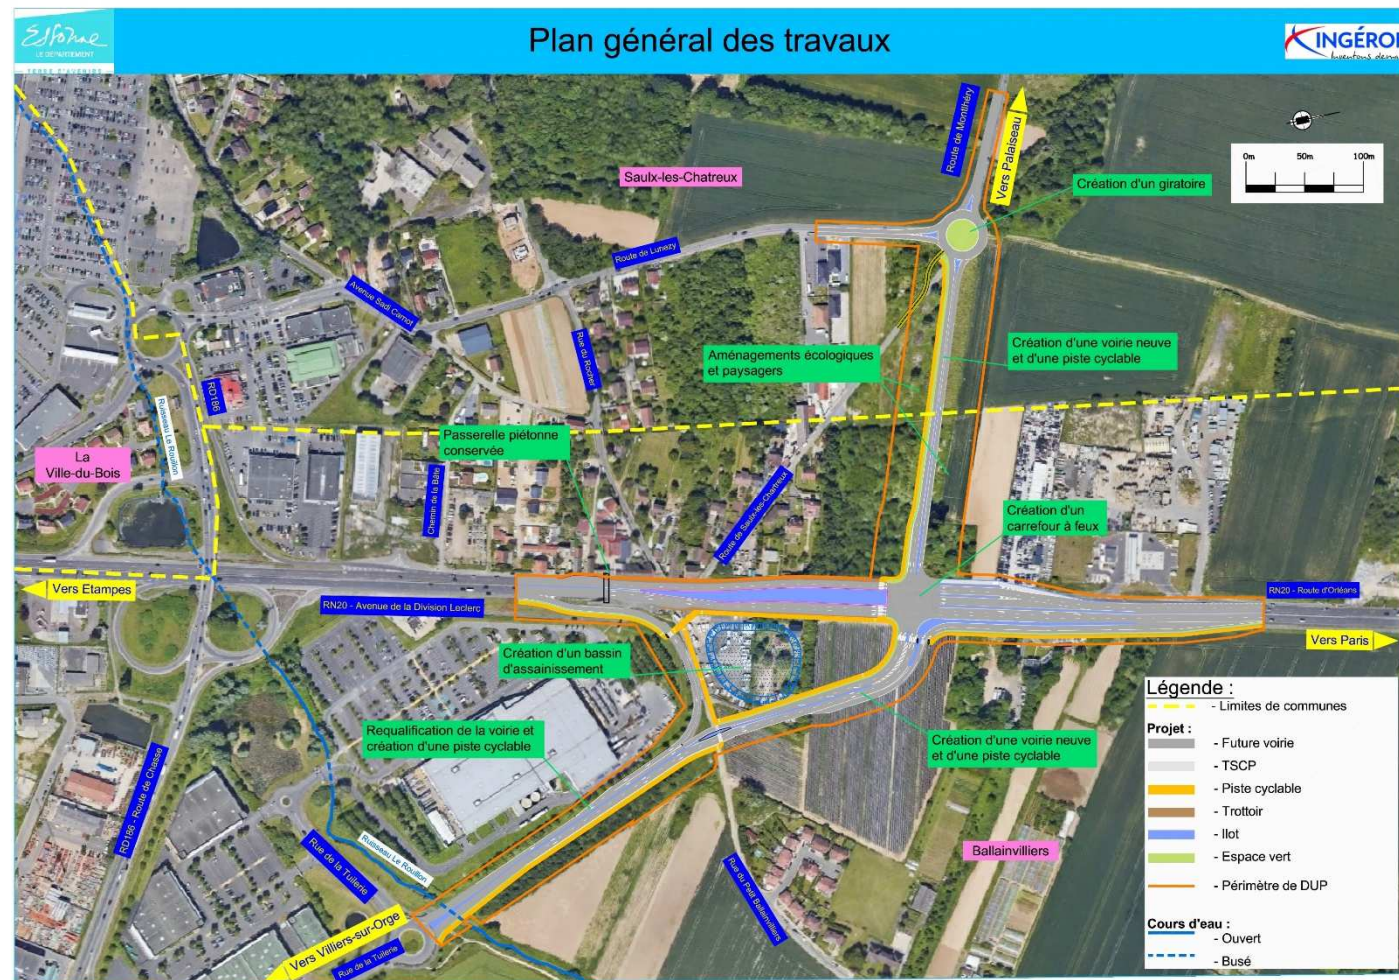 Essonne
LE DÉPARTEMENT
TERRE D'AVENIRS
Plan général des travaux
INGÉRO
Inventons dema
Route de Montlhéry
Vers Palaiseau
0m 50m 100m
Saulx-les-Chatreux
Création d'un giratoire
Route de Lunezy
Avenue Sadi Carnot
Rue du Rocher
Aménagements écologiques
et paysagers
Création d'une voirie neuve
et d'une piste cyclable
RD186
Ruisseau Le Rouillon
La
Ville-du-Bois
Passerelle piétonne
conservée
Chemin de la Bâte
Route de Saulx-les-Chartreux
Création d'un
carrefour à feux
Vers Etampes
RN20 - Avenue de la Division Leclerc
RN20 - Route d'Orléans
Vers Paris
Création d'un bassin
d'assainissement
Requalification de la voirie et
création d'une piste cyclable
Création d'une voirie neuve
et d'une piste cyclable
RD186 - Route de Chasse
Rue de la Tuilerie
Ruisseau Le Rouillon
Rue du Petit Ballainvilliers
Ballainvilliers
Vers Villiers-sur-Orge
Rue de la Tuilerie
Légende :
- Limites de communes
Projet :
- Future voirie
- TSCP
- Piste cyclable
- Trottoir
- Ilot
- Espace vert
- Périmètre de DUP
Cours d'eau :
- Ouvert
- Busé